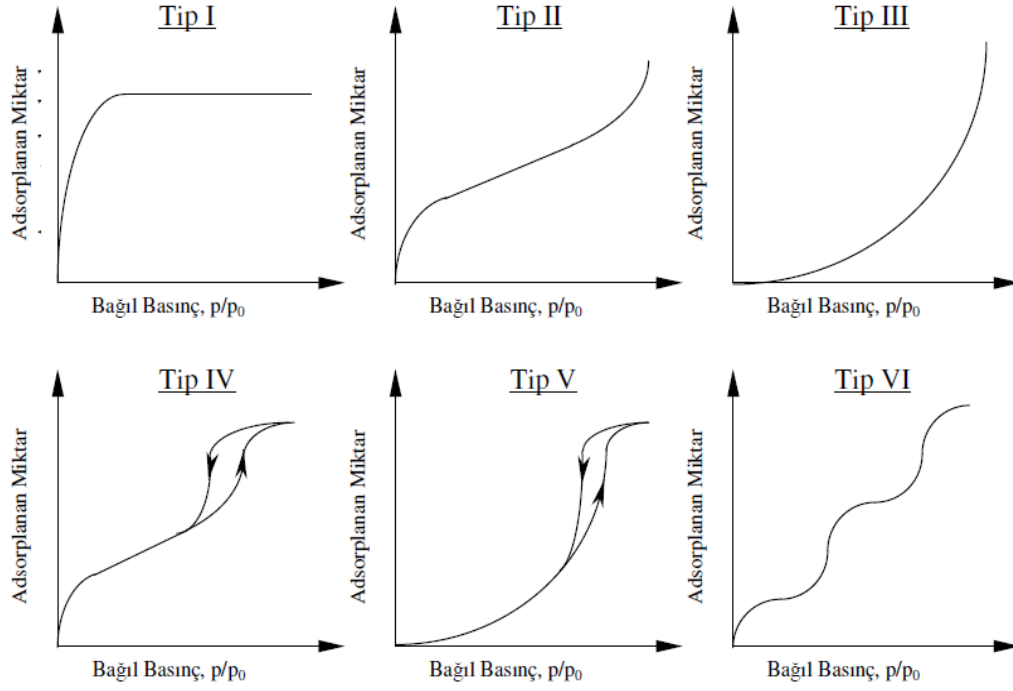 Tip I
Tip II
Tip III
Adsorplanan Miktar
Adsorplanan Miktar
Adsorplanan Miktar
Bağıl Basınç, p/p₀
Bağıl Basınç, p/p₀
Bağıl Basınç, p/p₀
Tip IV
Tip V
Tip VI
Adsorplanan Miktar
Adsorplanan Miktar
Adsorplanan Miktar
Bağıl Basınç, p/p₀
Bağıl Basınç, p/p₀
Bağıl Basınç, p/p₀